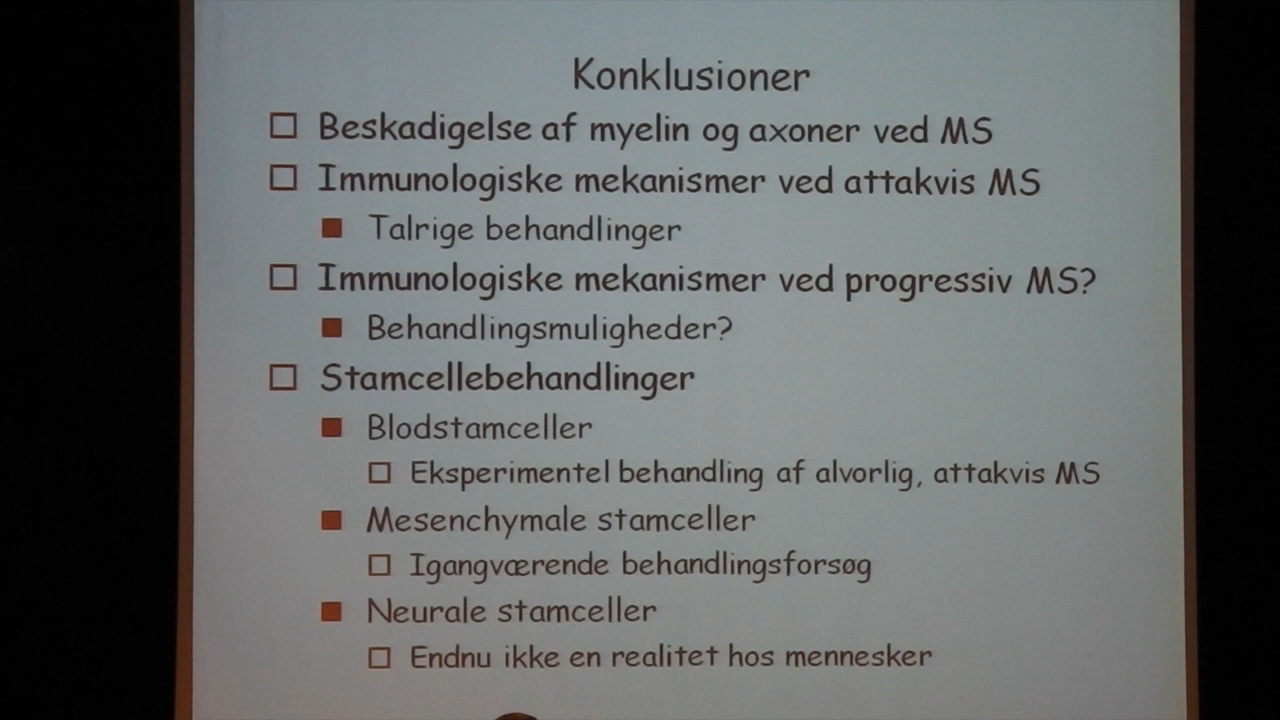 Konklusioner
Beskadigelse af myelin og axoner ved MS
Immunologiske mekanismer ved attakvis MS
Talrige behandlinger
Immunologiske mekanismer ved progressiv MS?
Behandlingsmuligheder?
Stamcellebehandlinger
Blodstamceller
Eksperimentel behandling af alvorlig, attakvis MS
Mesenchymale stamceller
Igangværende behandlingsforsøg
Neurale stamceller
Endnu ikke en realitet hos mennesker